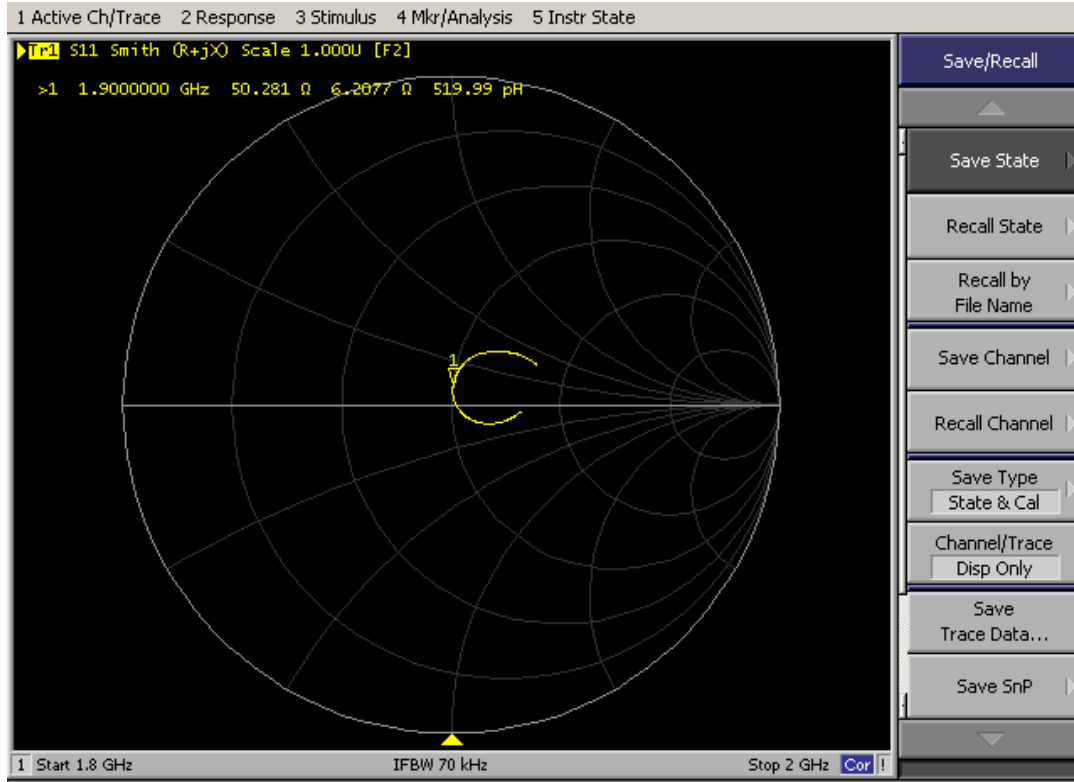 1 Active Ch/Trace 2 Response 3 Stimulus 4 Mkr/Analysis 5 Instr State
Tr1 S11 Smith (R+jX) Scale 1.000U [F2]
>1 1.9000000 GHz 50.281 Ω 6.2077 Ω 519.99 pH
1
Save/Recall
Save State
Recall State
Recall by
File Name
Save Channel
Recall Channel
Save Type
State & Cal
Channel/Trace
Disp Only
Save
Trace Data...
Save SnP
1 Start 1.8 GHz IFBW 70 kHz Stop 2 GHz Cor !